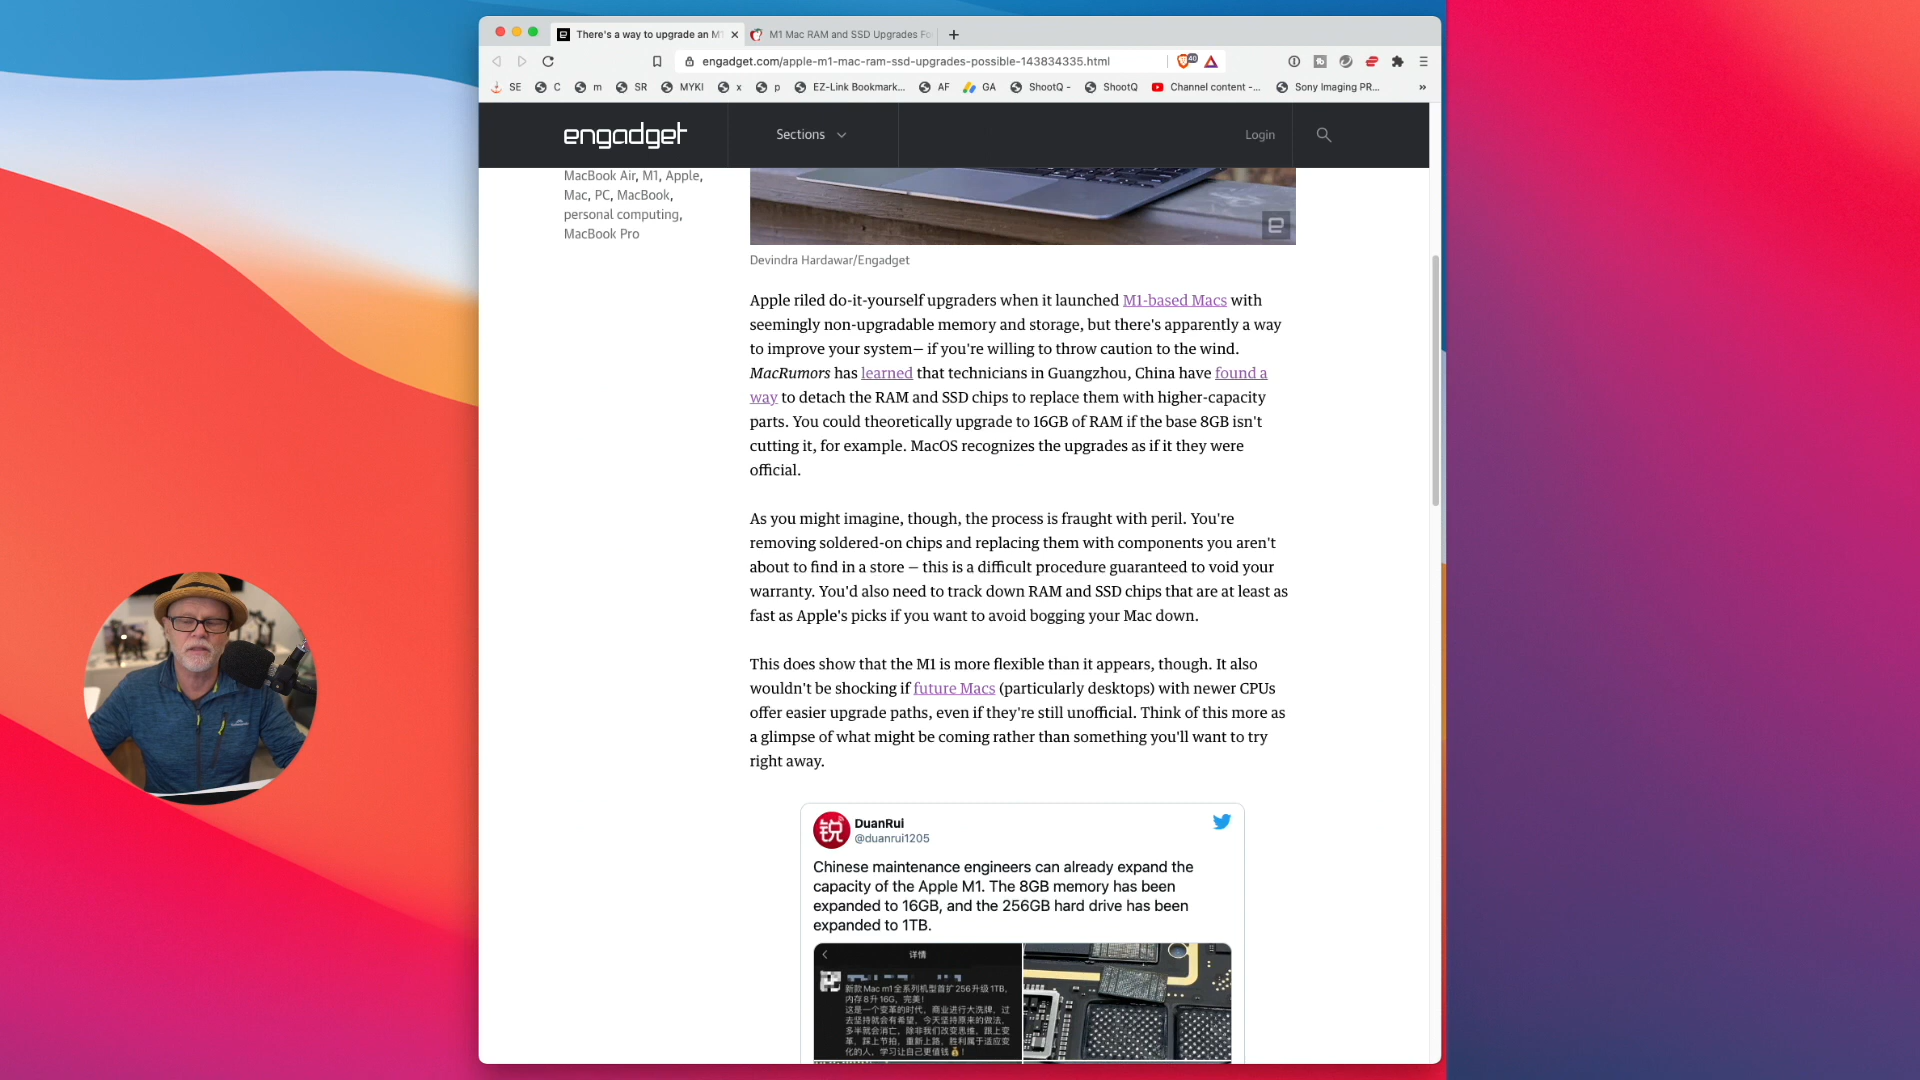 There's a way to upgrade an M1
M1 Mac RAM and SSD Upgrades Fo
engadget.com/apple-m1-mac-ram-ssd-upgrades-possible-143834335.html
SE C m SR MYKI x p EZ-Link Bookmark... AF GA ShootQ - ShootQ Channel content -... Sony Imaging PR... »
engadget Sections Login
MacBook Air, M1, Apple,
Mac, PC, MacBook,
personal computing,
MacBook Pro
Devindra Hardawar/Engadget
Apple riled do-it-yourself upgraders when it launched M1-based Macs with
seemingly non-upgradable memory and storage, but there's apparently a way
to improve your system— if you're willing to throw caution to the wind.
MacRumors has learned that technicians in Guangzhou, China have found a
way to detach the RAM and SSD chips to replace them with higher-capacity
parts. You could theoretically upgrade to 16GB of RAM if the base 8GB isn't
cutting it, for example. MacOS recognizes the upgrades as if it they were
official.
As you might imagine, though, the process is fraught with peril. You're
removing soldered-on chips and replacing them with components you aren't
about to find in a store — this is a difficult procedure guaranteed to void your
warranty. You'd also need to track down RAM and SSD chips that are at least as
fast as Apple's picks if you want to avoid bogging your Mac down.
This does show that the M1 is more flexible than it appears, though. It also
wouldn't be shocking if future Macs (particularly desktops) with newer CPUs
offer easier upgrade paths, even if they're still unofficial. Think of this more as
a glimpse of what might be coming rather than something you'll want to try
right away.
锐
DuanRui
@duanrui1205
Chinese maintenance engineers can already expand the
capacity of the Apple M1. The 8GB memory has been
expanded to 16GB, and the 256GB hard drive has been
expanded to 1TB.
详情
新款Mac m1全系列机型首扩256升级1TB,
内存8升16G, 完美!
这是一个变革的时代, 商业进行大洗牌, 过
去坚持就会有希望, 今天坚持原来的做法,
多半就会消亡, 除非我们改变思维, 跟上变
革, 踩上节拍, 重新上路, 胜利属于适应变
化的人, 学习让自己更值钱💰!